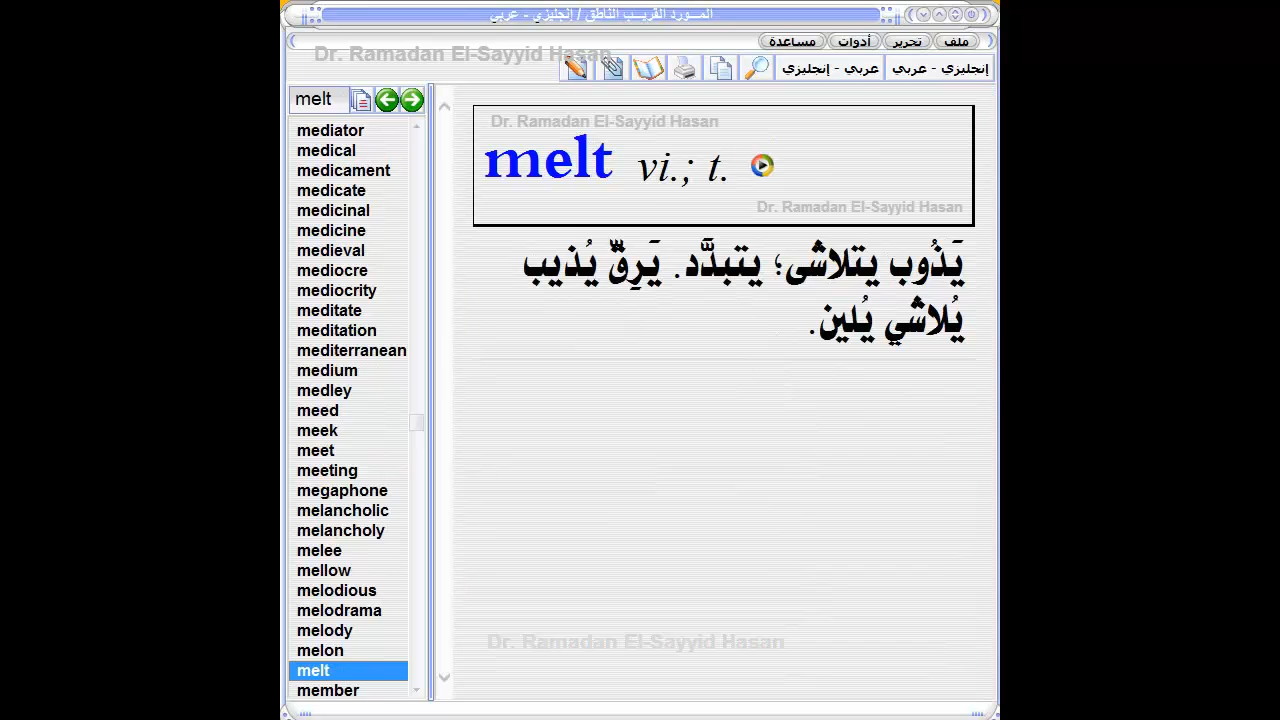 المـــورد القريـــب الناطق / إنجليزي - عربي
ملف تحرير أدوات مساعدة
Dr. Ramadan El-Sayyid Hasan
إنجليزي - عربي عربي - إنجليزي
melt
mediator
medical
medicament
medicate
medicinal
medicine
medieval
mediocre
mediocrity
meditate
meditation
mediterranean
medium
medley
meed
meek
meet
meeting
megaphone
melancholic
melancholy
melee
mellow
melodious
melodrama
melody
melon
melt
member
Dr. Ramadan El-Sayyid Hasan
melt vi.; t.
Dr. Ramadan El-Sayyid Hasan
يَذُوب يتلاشى؛ يتبدَّد. يَرِقّ يُذيب
يُلاشي يُلين.
Dr. Ramadan El-Sayyid Hasan